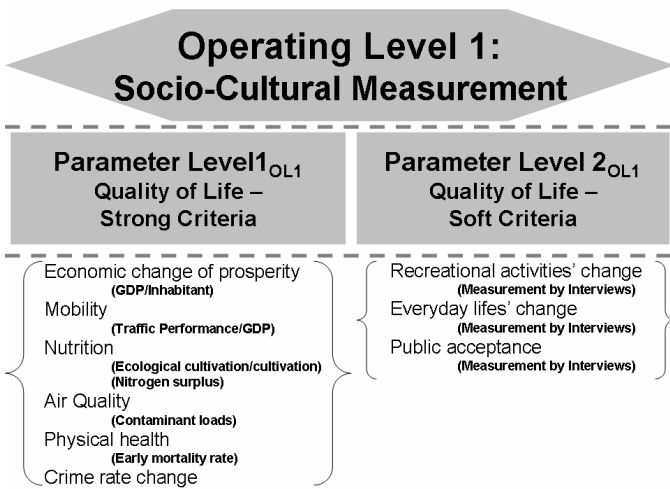 Operating Level 1:
Socio-Cultural Measurement
Parameter Level1OL1
Quality of Life –
Strong Criteria
Parameter Level 2OL1
Quality of Life –
Soft Criteria
Economic change of prosperity
(GDP/Inhabitant)
Mobility
(Traffic Performance/GDP)
Nutrition
(Ecological cultivation/cultivation)
(Nitrogen surplus)
Air Quality
(Contaminant loads)
Physical health
(Early mortality rate)
Crime rate change
Recreational activities’ change
(Measurement by Interviews)
Everyday lifes’ change
(Measurement by Interviews)
Public acceptance
(Measurement by Interviews)